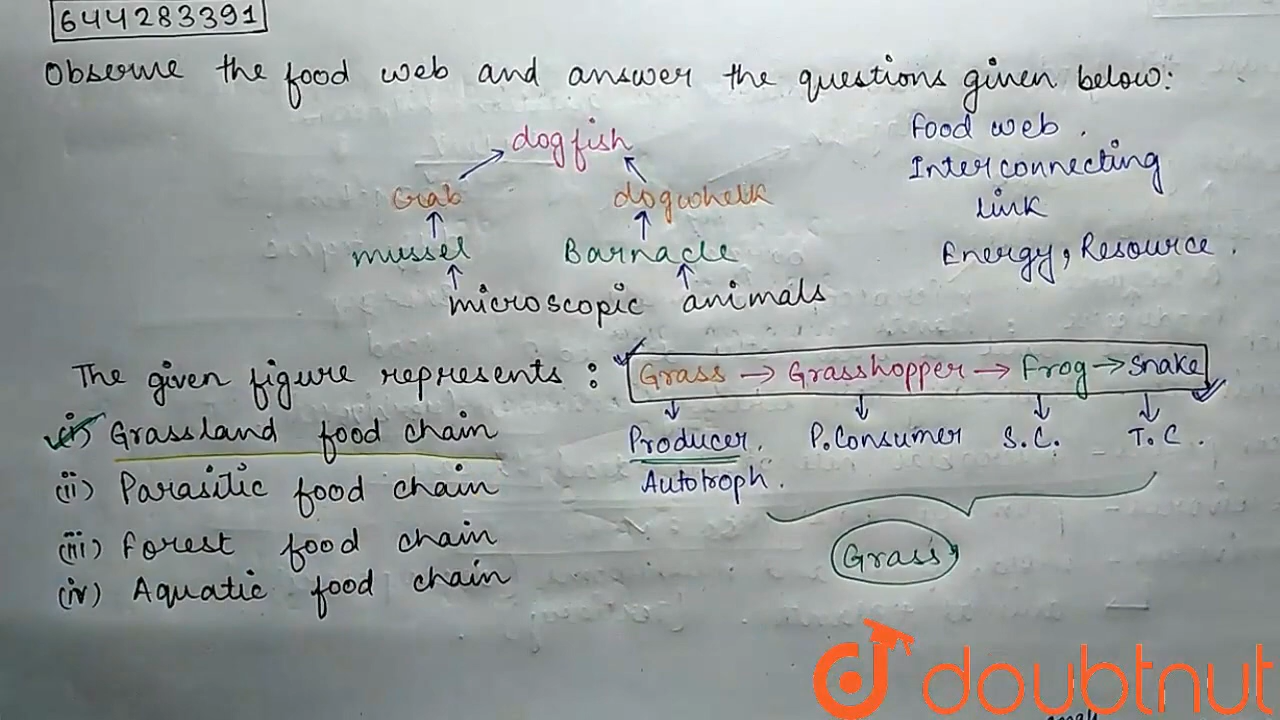 644283391
Observe the food web and answer the questions given below:
dogfish
Crab dogwhelk
mussel Barnacle
microscopic animals
Food web.
Interconnecting
link
Energy, Resource.
The given figure represents:
(i) Grassland food chain
(ii) Parasitic food chain
(iii) Forest food chain
(iv) Aquatic food chain
Grass → Grasshopper → Frog → Snake
Producer. P.Consumer S.C. T.C.
Autotroph.
Grass
doubtnut